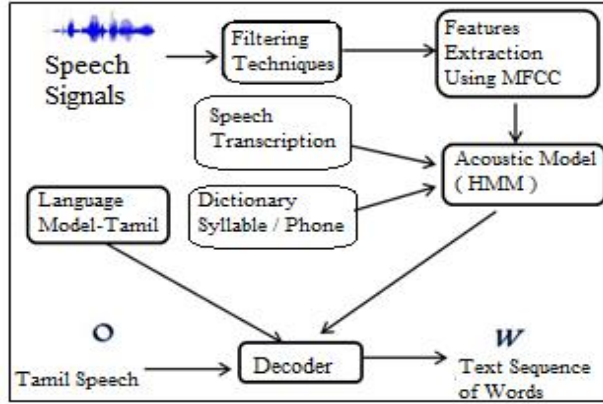 Speech
Signals
Filtering
Techniques
Features
Extraction
Using MFCC
Speech
Transcription
Acoustic Model
( HMM )
Language
Model-Tamil
Dictionary
Syllable / Phone
O
Tamil Speech
Decoder
W
Text Sequence
of Words